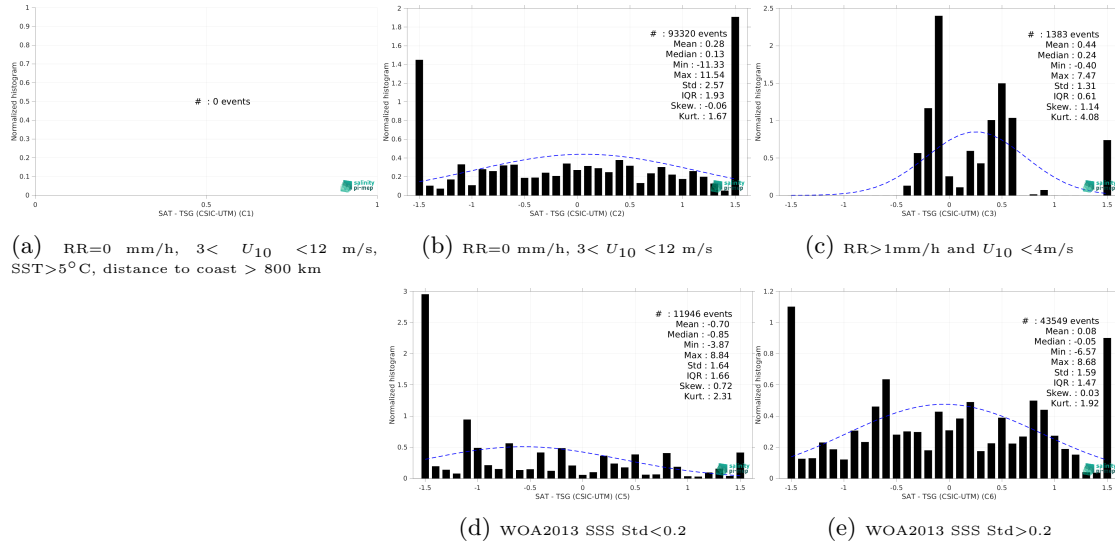 1
0.9
0.8
0.7
0.6
0.5
0.4
0.3
0.2
0.1
0
Normalized histogram
# : 0 events
salinity
pi-mep
0 0.5 1
SAT - TSG (CSIC-UTM) (C1)
(a) RR=0 mm/h, 3< U10 <12 m/s,
SST>5°C, distance to coast > 800 km
2
1.8
1.6
1.4
1.2
1
0.8
0.6
0.4
0.2
0
Normalized histogram
# : 93320 events
Mean : 0.28
Median : 0.13
Min : -11.33
Max : 11.54
Std : 2.57
IQR : 1.93
Skew. : -0.06
Kurt. : 1.67
salinity
pi-mep
-1.5 -1 -0.5 0 0.5 1 1.5
SAT - TSG (CSIC-UTM) (C2)
(b) RR=0 mm/h, 3< U10 <12 m/s
2.5
2
1.5
1
0.5
0
Normalized histogram
# : 1383 events
Mean : 0.44
Median : 0.24
Min : -0.40
Max : 7.47
Std : 1.31
IQR : 0.61
Skew. : 1.14
Kurt. : 4.08
salinity
pi-mep
-1.5 -1 -0.5 0 0.5 1 1.5
SAT - TSG (CSIC-UTM) (C3)
(c) RR>1mm/h and U10 <4m/s
3
2.5
2
1.5
1
0.5
0
Normalized histogram
# : 11946 events
Mean : -0.70
Median : -0.85
Min : -3.87
Max : 8.84
Std : 1.64
IQR : 1.66
Skew. : 0.72
Kurt. : 2.31
salinity
pi-mep
-1.5 -1 -0.5 0 0.5 1 1.5
SAT - TSG (CSIC-UTM) (C5)
(d) WOA2013 SSS Std<0.2
1.2
1
0.8
0.6
0.4
0.2
0
Normalized histogram
# : 43549 events
Mean : 0.08
Median : -0.05
Min : -6.57
Max : 8.68
Std : 1.59
IQR : 1.47
Skew. : 0.03
Kurt. : 1.92
salinity
pi-mep
-1.5 -1 -0.5 0 0.5 1 1.5
SAT - TSG (CSIC-UTM) (C6)
(e) WOA2013 SSS Std>0.2